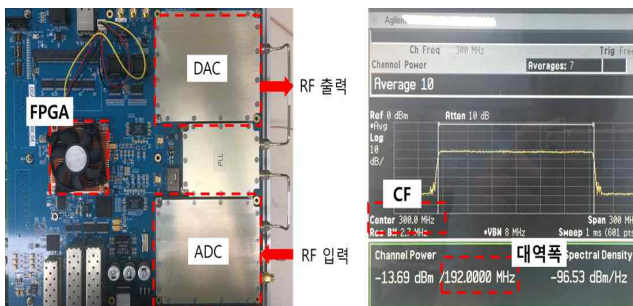 DAC
FPGA
RF 출력
PLL
ADC
RF 입력
Agilent
Ch Freq 300 MHz Trig Free
Channel Power Averages: 7
Average 10
Ref 0 dBm Atten 10 dB
#Avg
Log
10
dB/
CF
Center 300.0 MHz Span 300 MHz
Res BW 2.7 MHz #VBW 8 MHz Sweep 1 ms (601 pts
대역폭
Channel Power Spectral Density
-13.69 dBm /192.0000 MHz -96.53 dBm/Hz